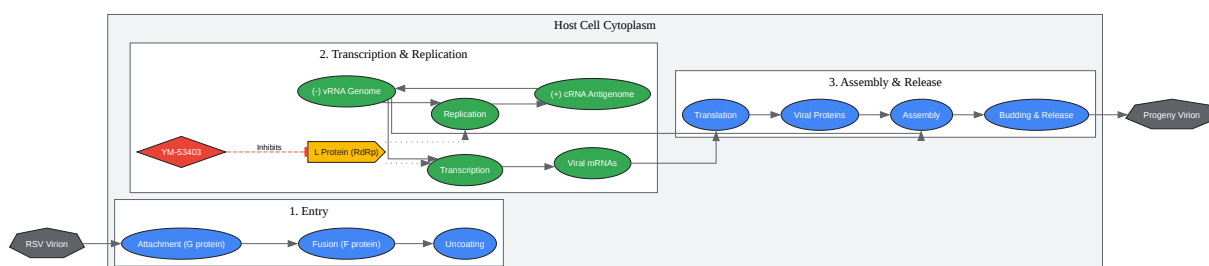 Host Cell Cytoplasm
2. Transcription & Replication
(-) vRNA Genome
(+) cRNA Antigenome
Replication
YM-53403
Inhibits
L Protein (RdRp)
Transcription
Viral mRNAs
3. Assembly & Release
Translation
Viral Proteins
Assembly
Budding & Release
Progeny Virion
1. Entry
RSV Virion
Attachment (G protein)
Fusion (F protein)
Uncoating